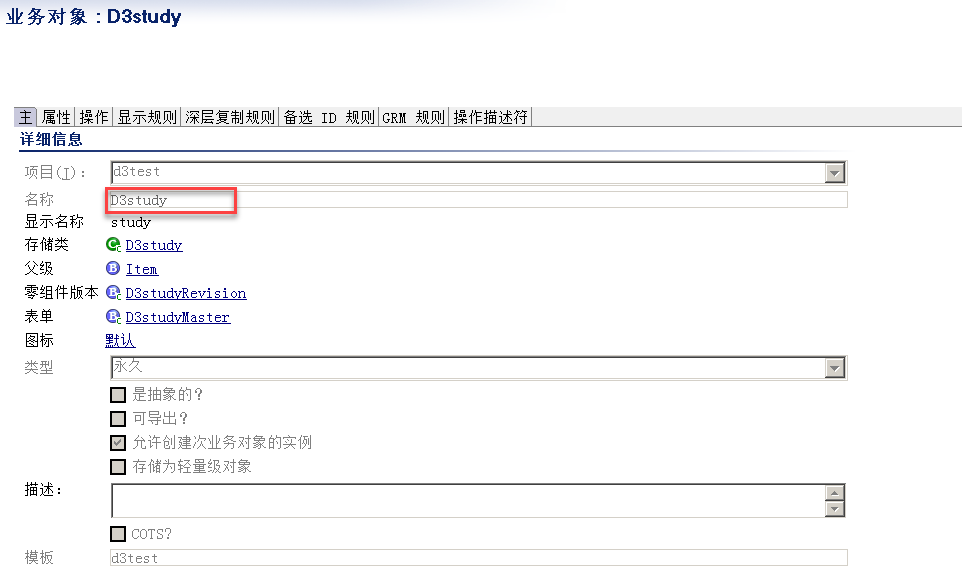 业务对象 : D3study
主 属性 操作 显示规则 深层复制规则 备选 ID 规则 GRM 规则 操作描述符
详细信息
项目(I)： d3test
名称 D3study
显示名称 study
存储类 D3study
父级 Item
零组件版本 D3studyRevision
表单 D3studyMaster
图标 默认
类型 永久
是抽象的？
可导出？
允许创建次业务对象的实例
存储为轻量级对象
描述：
COTS?
模板 d3test